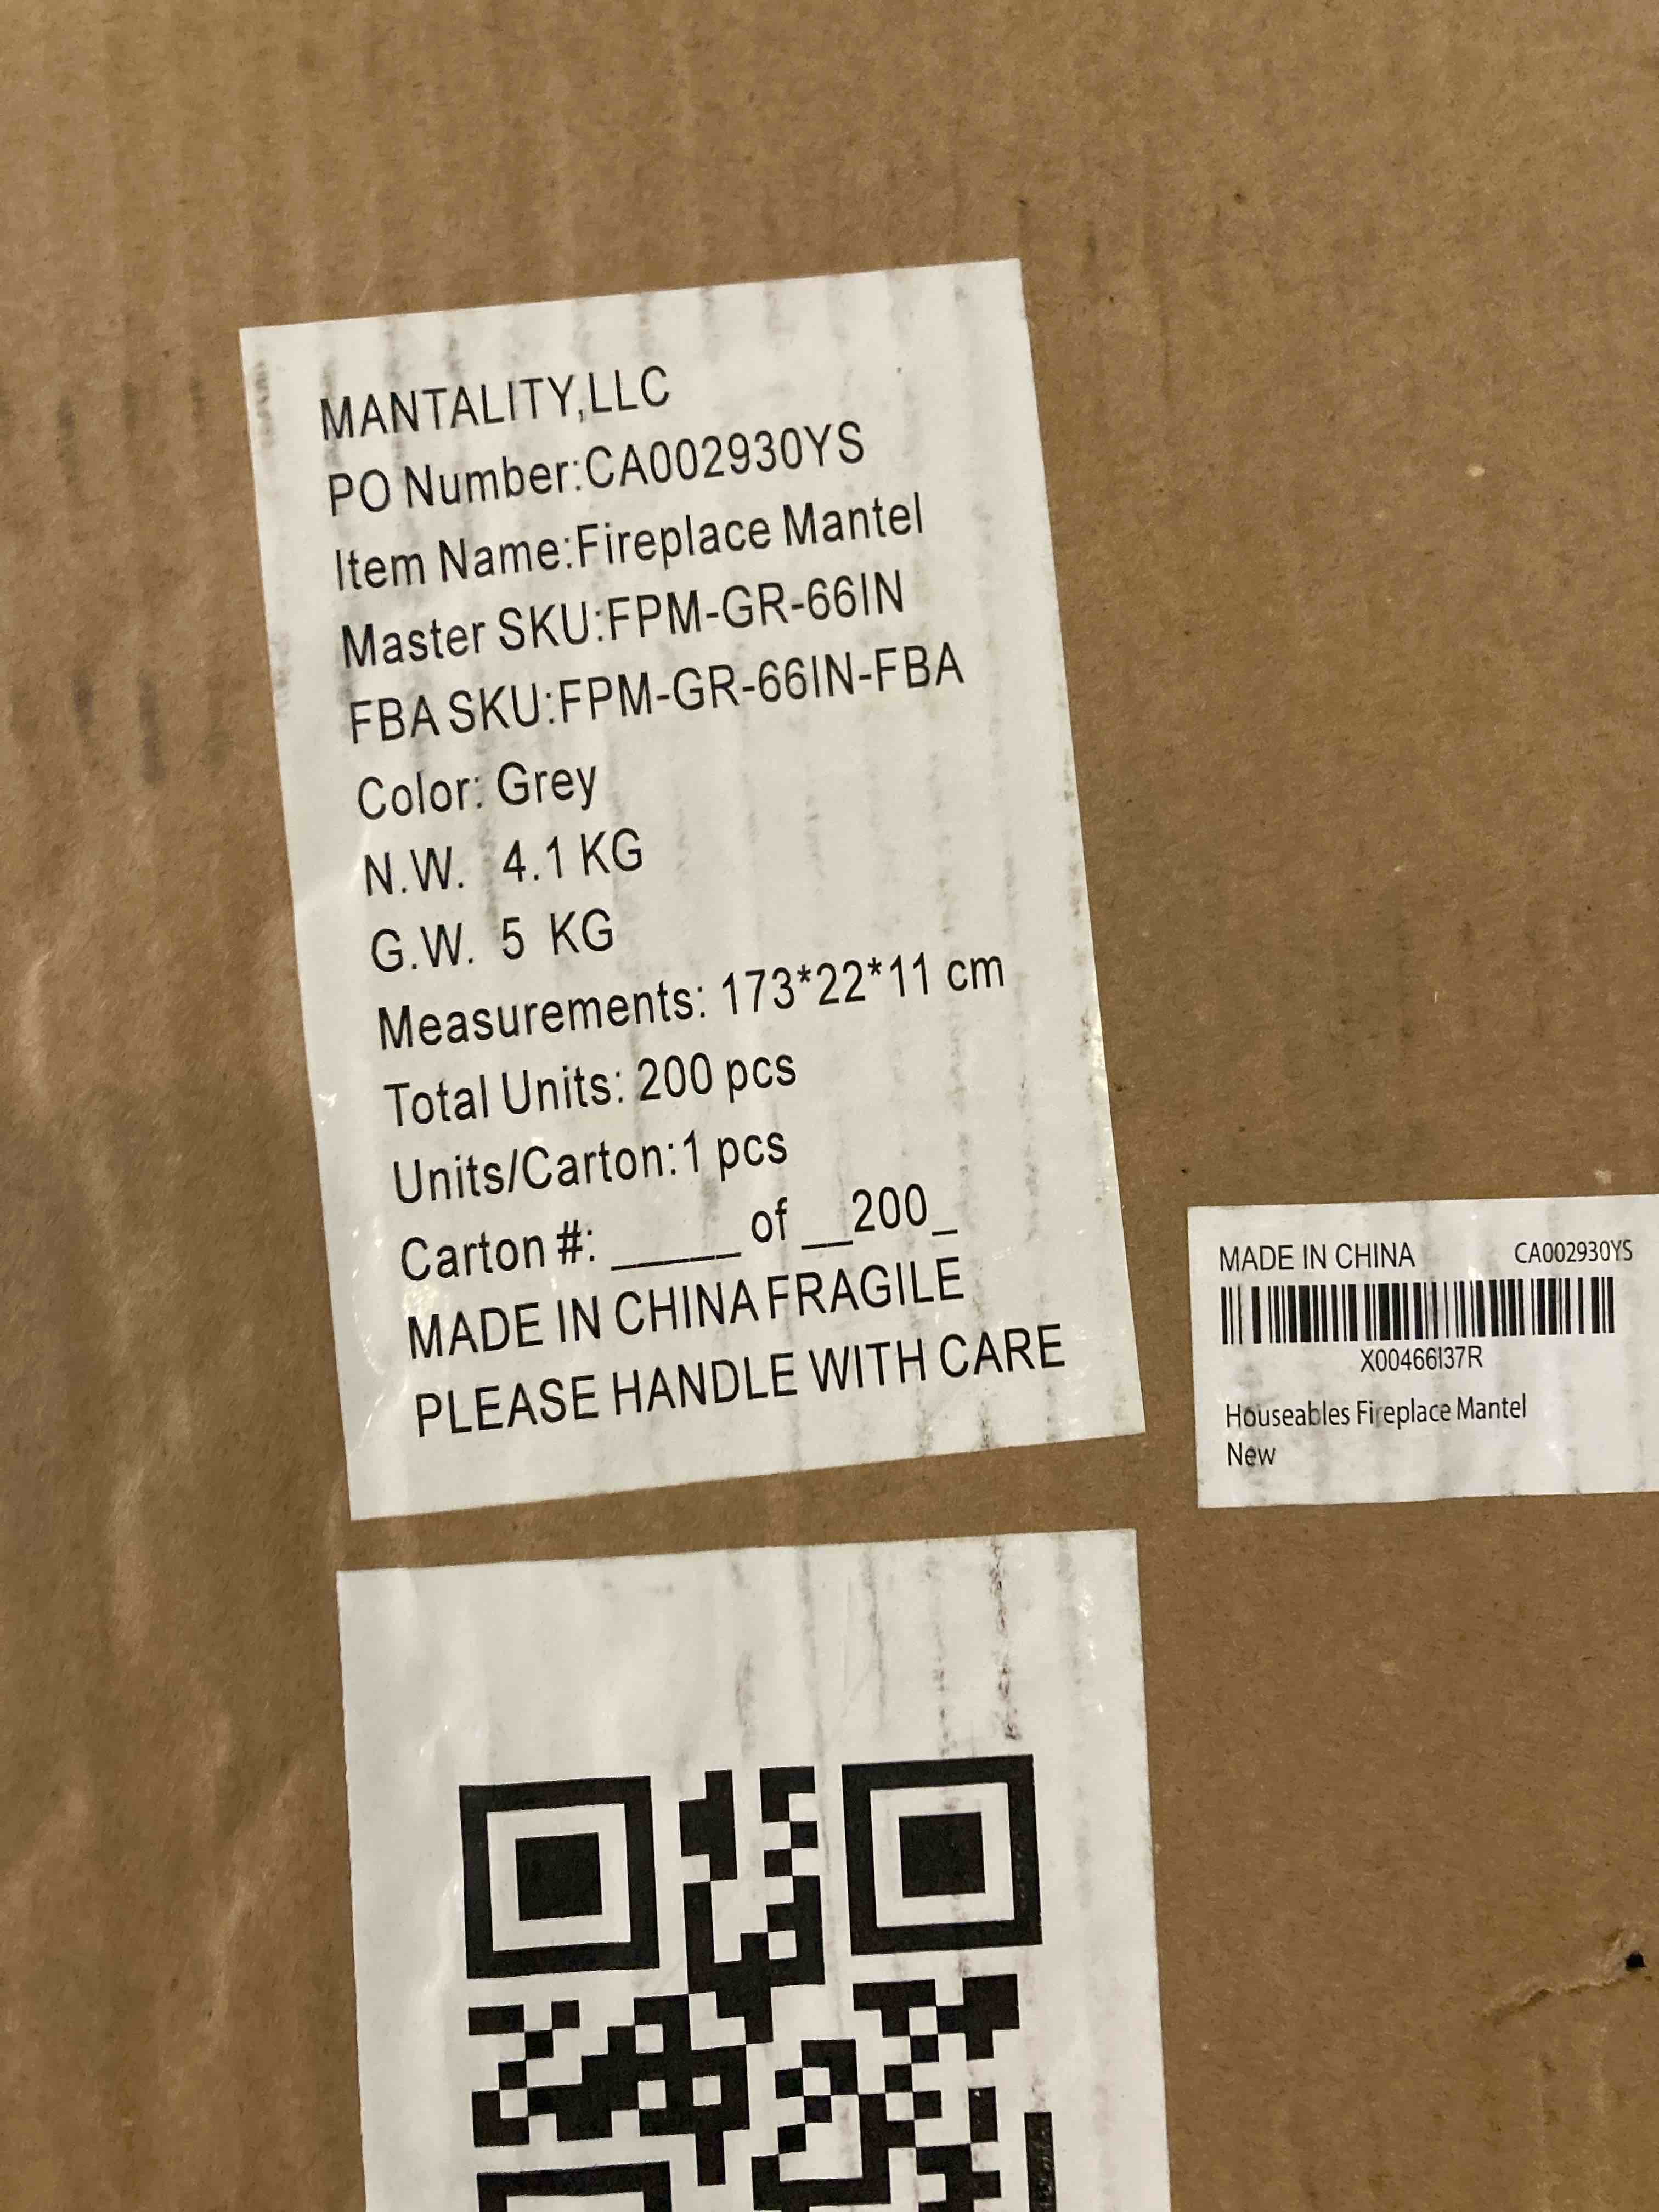 MANTALITY,LLC
PO Number:CA002930YS
Item Name:Fireplace Mantel
Master SKU:FPM-GR-66IN
FBA SKU:FPM-GR-66IN-FBA
Color: Grey
N.W. 4.1 KG
G.W. 5 KG
Measurements: 173*22*11 cm
Total Units: 200 pcs
Units/Carton:1 pcs
Carton #: _____ of __200_
MADE IN CHINA FRAGILE
PLEASE HANDLE WITH CARE
MADE IN CHINA CA002930YS
X00466I37R
Houseables Fireplace Mantel
New